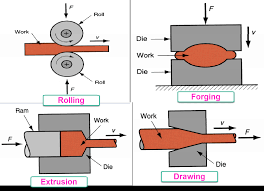 F
Roll
Work
v
Roll
F
Rolling
F
v
Die
Work
Die
Forging
Ram
Work
v
F
Die
Extrusion
Work
v
F
Die
Drawing